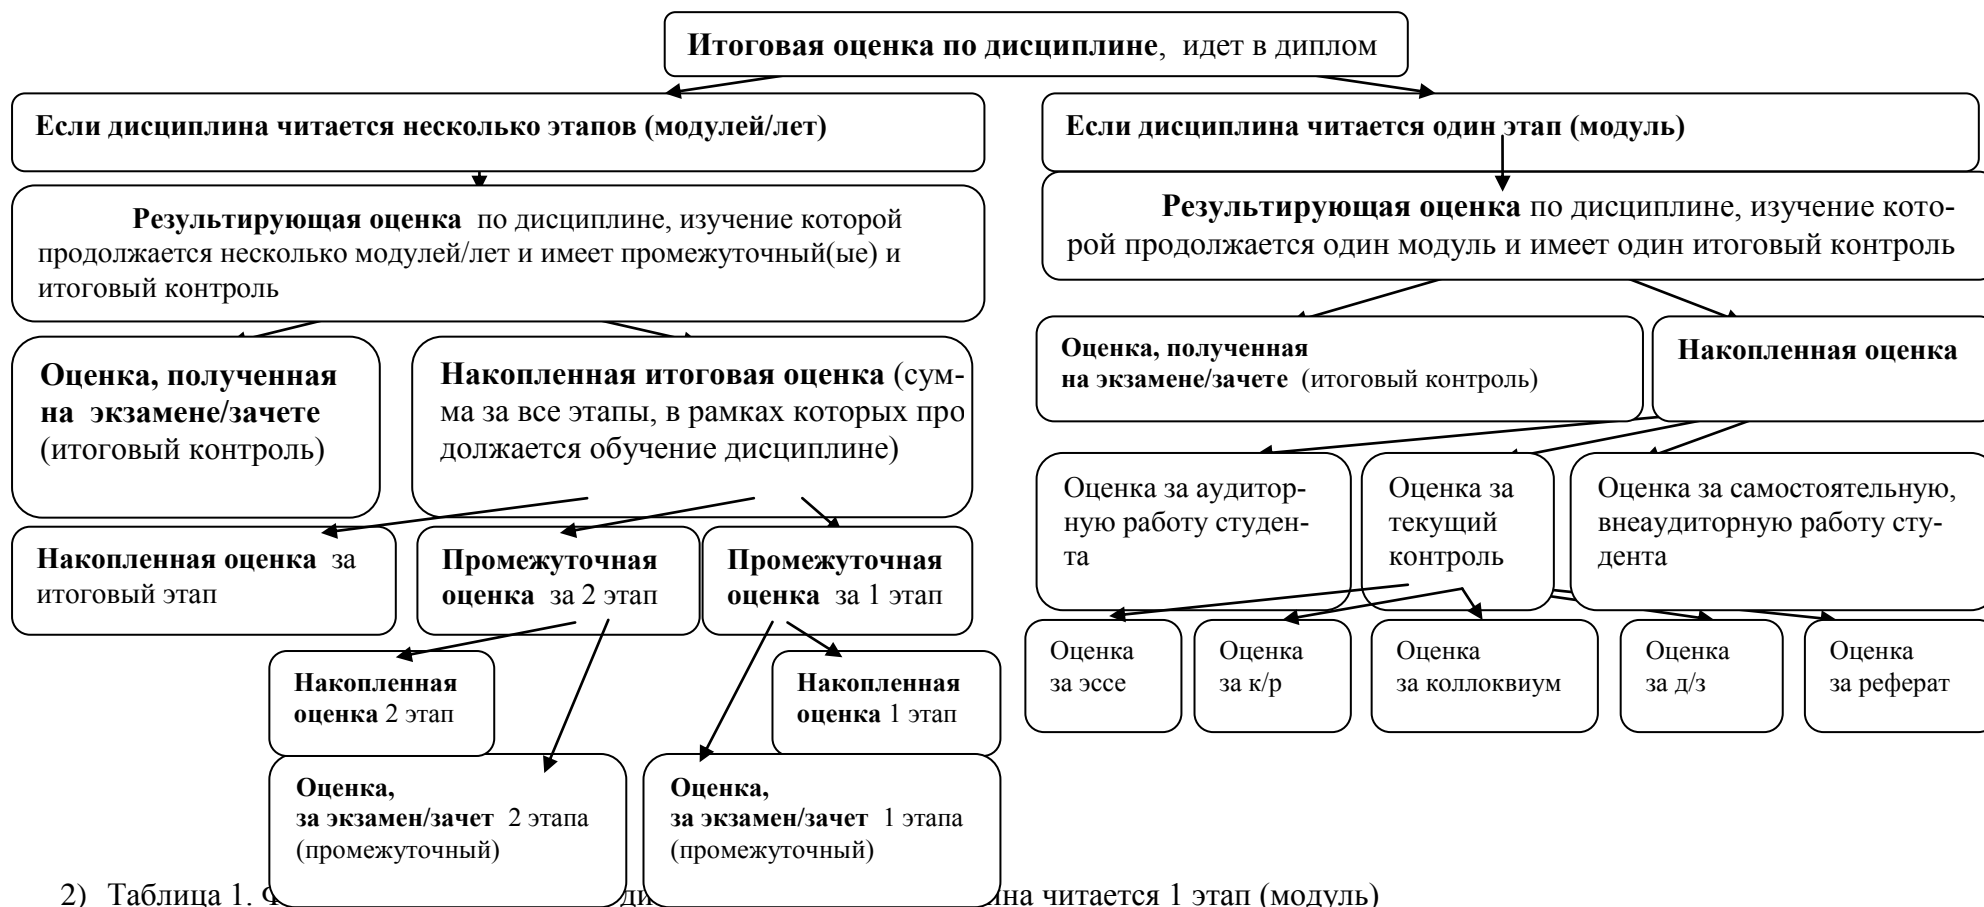 Итоговая оценка по дисциплине, идет в диплом
Если дисциплина читается несколько этапов (модулей/лет)
Результирующая оценка по дисциплине, изучение которой
продолжается несколько модулей/лет и имеет промежуточный(ые) и
итоговый контроль
Оценка, полученная
на экзамене/зачете
(итоговый контроль)
Накопленная итоговая оценка (сум-
ма за все этапы, в рамках которых про
должается обучение дисциплине)
Накопленная оценка за
итоговый этап
Промежуточная
оценка за 2 этап
Промежуточная
оценка за 1 этап
Накопленная
оценка 2 этап
Накопленная
оценка 1 этап
Оценка,
за экзамен/зачет 2 этапа
(промежуточный)
Оценка,
за экзамен/зачет 1 этапа
(промежуточный)
Если дисциплина читается один этап (модуль)
Результирующая оценка по дисциплине, изучение кото-
рой продолжается один модуль и имеет один итоговый контроль
Оценка, полученная
на экзамене/зачете (итоговый контроль)
Накопленная оценка
Оценка за аудитор-
ную работу студен-
та
Оценка за
текущий
контроль
Оценка за самостоятельную,
внеаудиторную работу сту-
дента
Оценка
за эссе
Оценка
за к/р
Оценка
за коллоквиум
Оценка
за д/з
Оценка
за реферат
2) Таблица 1. читается 1 этап (модуль)